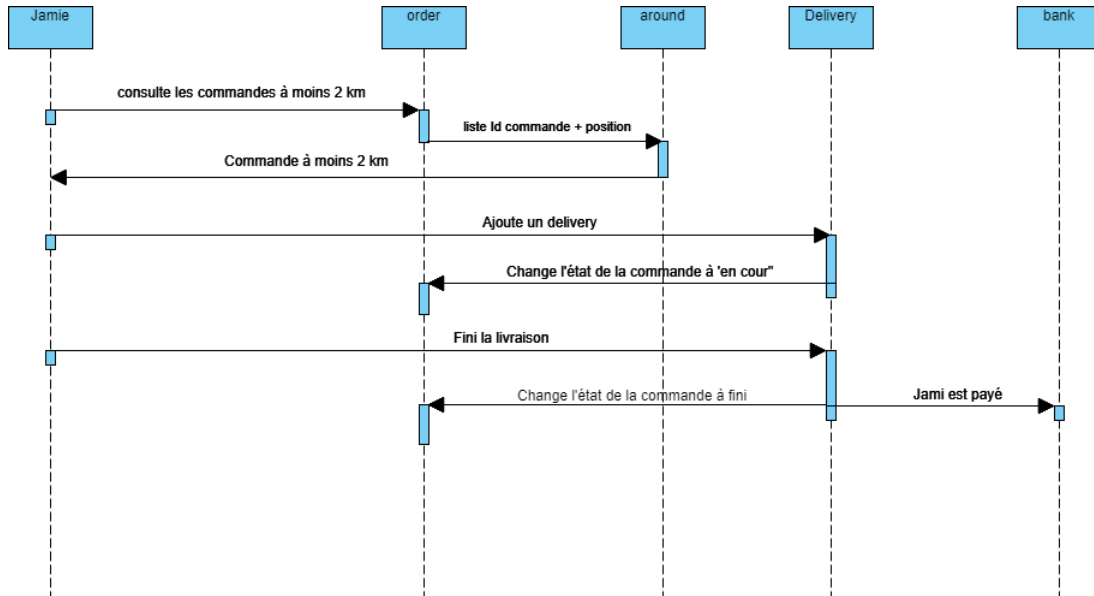 Jamie
order
around
Delivery
bank
consulte les commandes à moins 2 km
liste Id commande + position
Commande à moins 2 km
Ajoute un delivery
Change l'état de la commande à 'en cour"
Fini la livraison
Change l'état de la commande à fini
Jami est payé